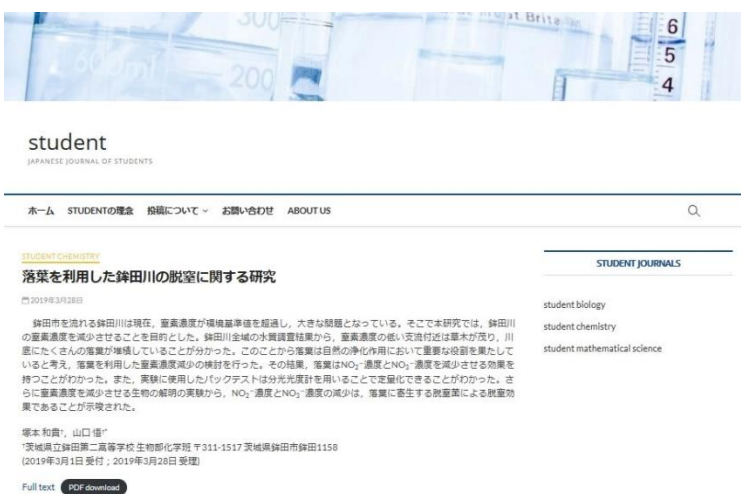 300
600ml
200
6
5
4
student
JAPANESE JOURNAL OF STUDENTS
ホーム STUDENTの理念 投稿について お問い合わせ ABOUT US
STUDENT CHEMISTRY
落葉を利用した鉾田川の脱窒に関する研究
2019年3月28日
鉾田市を流れる鉾田川は現在，窒素濃度が環境基準値を超過し，大きな問題となっている。そこで本研究では，鉾田川
の窒素濃度を減少させることを目的とした。鉾田川全域の水質調査結果から，窒素濃度の低い支流付近は草木が茂り，川
底にたくさんの落葉が堆積していることが分かった。このことから落葉は自然の浄化作用において重要な役割を果たして
いると考え，落葉を利用した窒素濃度減少の検討を行った。その結果，落葉はNO₂⁻濃度とNO₃⁻濃度を減少させる効果を
持つことがわかった。また，実験に使用したパックテストは分光光度計を用いることで定量化できることがわかった。さ
らに窒素濃度を減少させる生物の解明の実験から，NO₂⁻濃度とNO₃⁻濃度の減少は，落葉に寄生する脱窒菌による脱窒効
果であることが示唆された。
塚本 和貴†，山口 悟†*
†茨城県立鉾田第二高等学校 生物部化学班 〒311-1517 茨城県鉾田市鉾田1158
(2019年3月1日 受付；2019年3月28日 受理)
Full text PDF download
STUDENT JOURNALS
student biology
student chemistry
student mathematical science